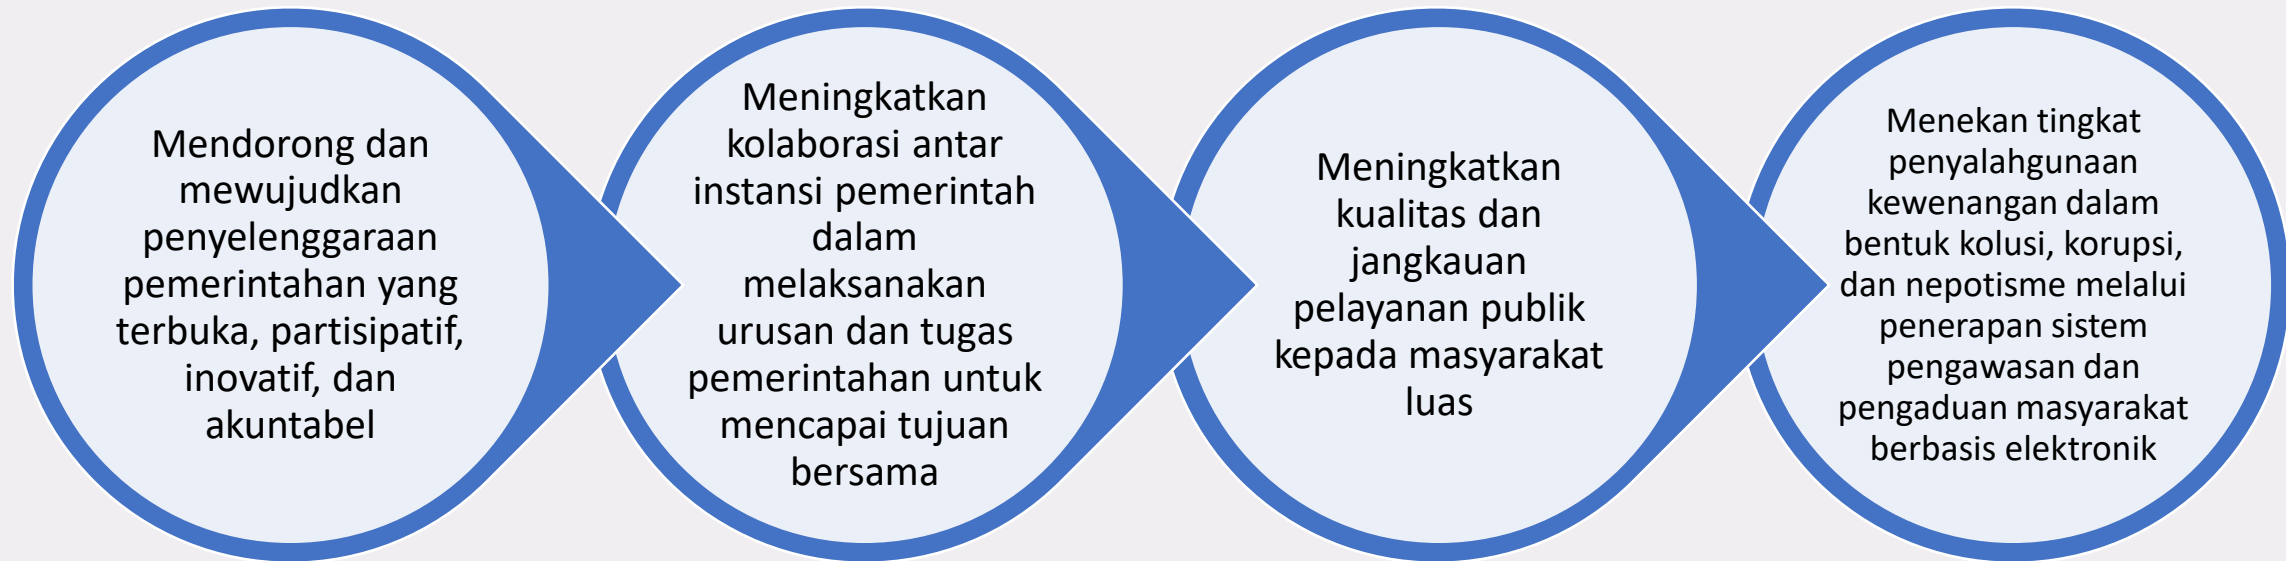 Mendorong dan
mewujudkan
penyelenggaraan
pemerintahan yang
terbuka, partisipatif,
inovatif, dan
akuntabel
Meningkatkan
kolaborasi antar
instansi pemerintah
dalam
melaksanakan
urusan dan tugas
pemerintahan untuk
mencapai tujuan
bersama
Meningkatkan
kualitas dan
jangkauan
pelayanan publik
kepada masyarakat
luas
Menekan tingkat
penyalahgunaan
kewenangan dalam
bentuk kolusi, korupsi,
dan nepotisme melalui
penerapan sistem
pengawasan dan
pengaduan masyarakat
berbasis elektronik